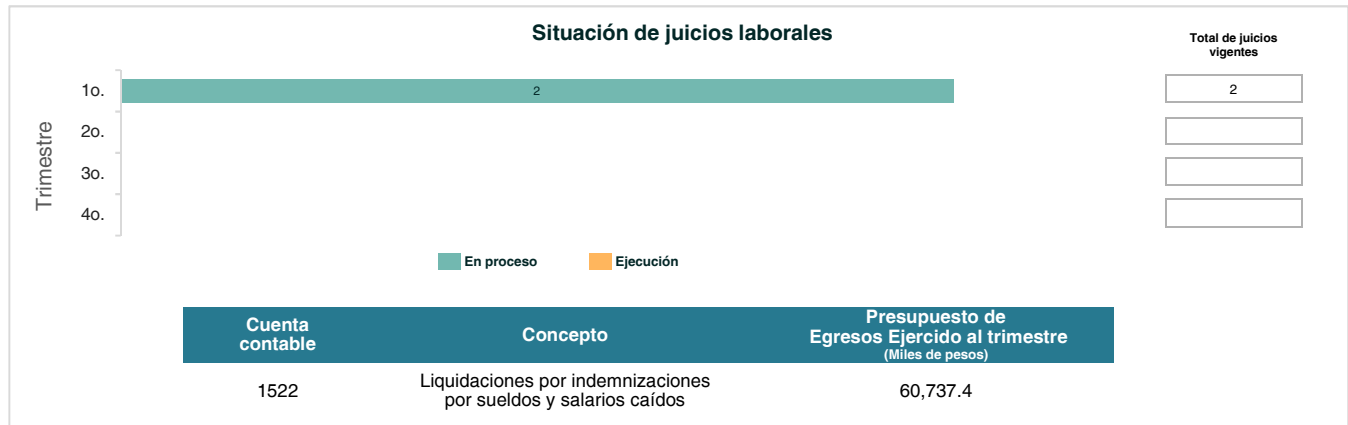 Situación de juicios laborales
Total de juicios
vigentes
Trimestre
1o.
2
2
2o.
3o.
4o.
En proceso
Ejecución
Cuenta
contable
Concepto
Presupuesto de
Egresos Ejercido al trimestre
(Miles de pesos)
1522
Liquidaciones por indemnizaciones
por sueldos y salarios caídos
60,737.4